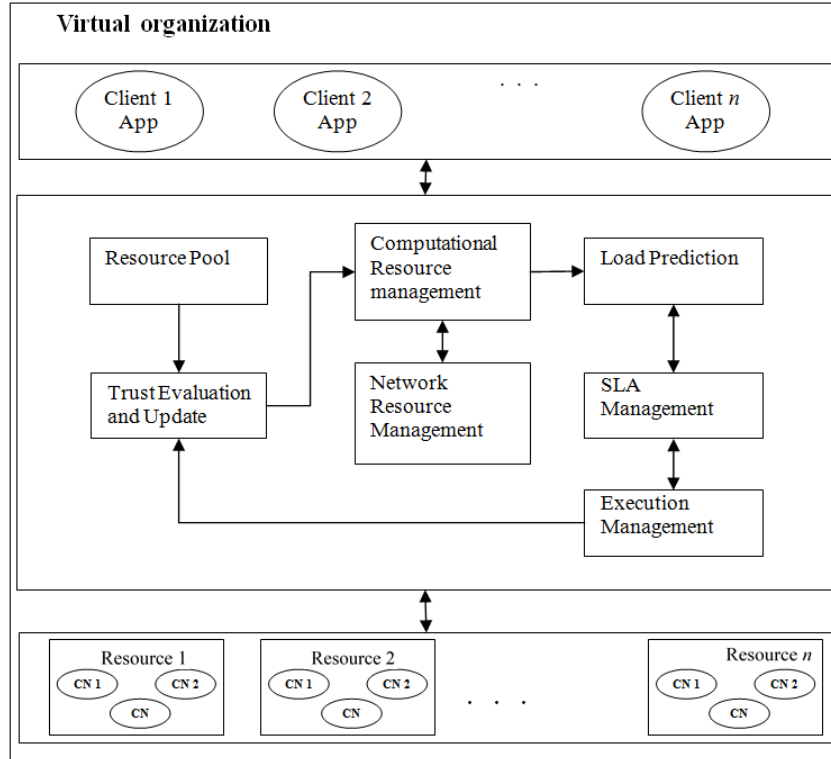 Virtual organization
Client 1
App
Client 2
App
. . .
Client n
App
Resource Pool
Computational
Resource
management
Load Prediction
Trust Evaluation
and Update
Network
Resource
Management
SLA
Management
Execution
Management
Resource 1
CN 1
CN 2
CN
Resource 2
CN 1
CN 2
CN
. . .
Resource n
CN 1
CN 2
CN